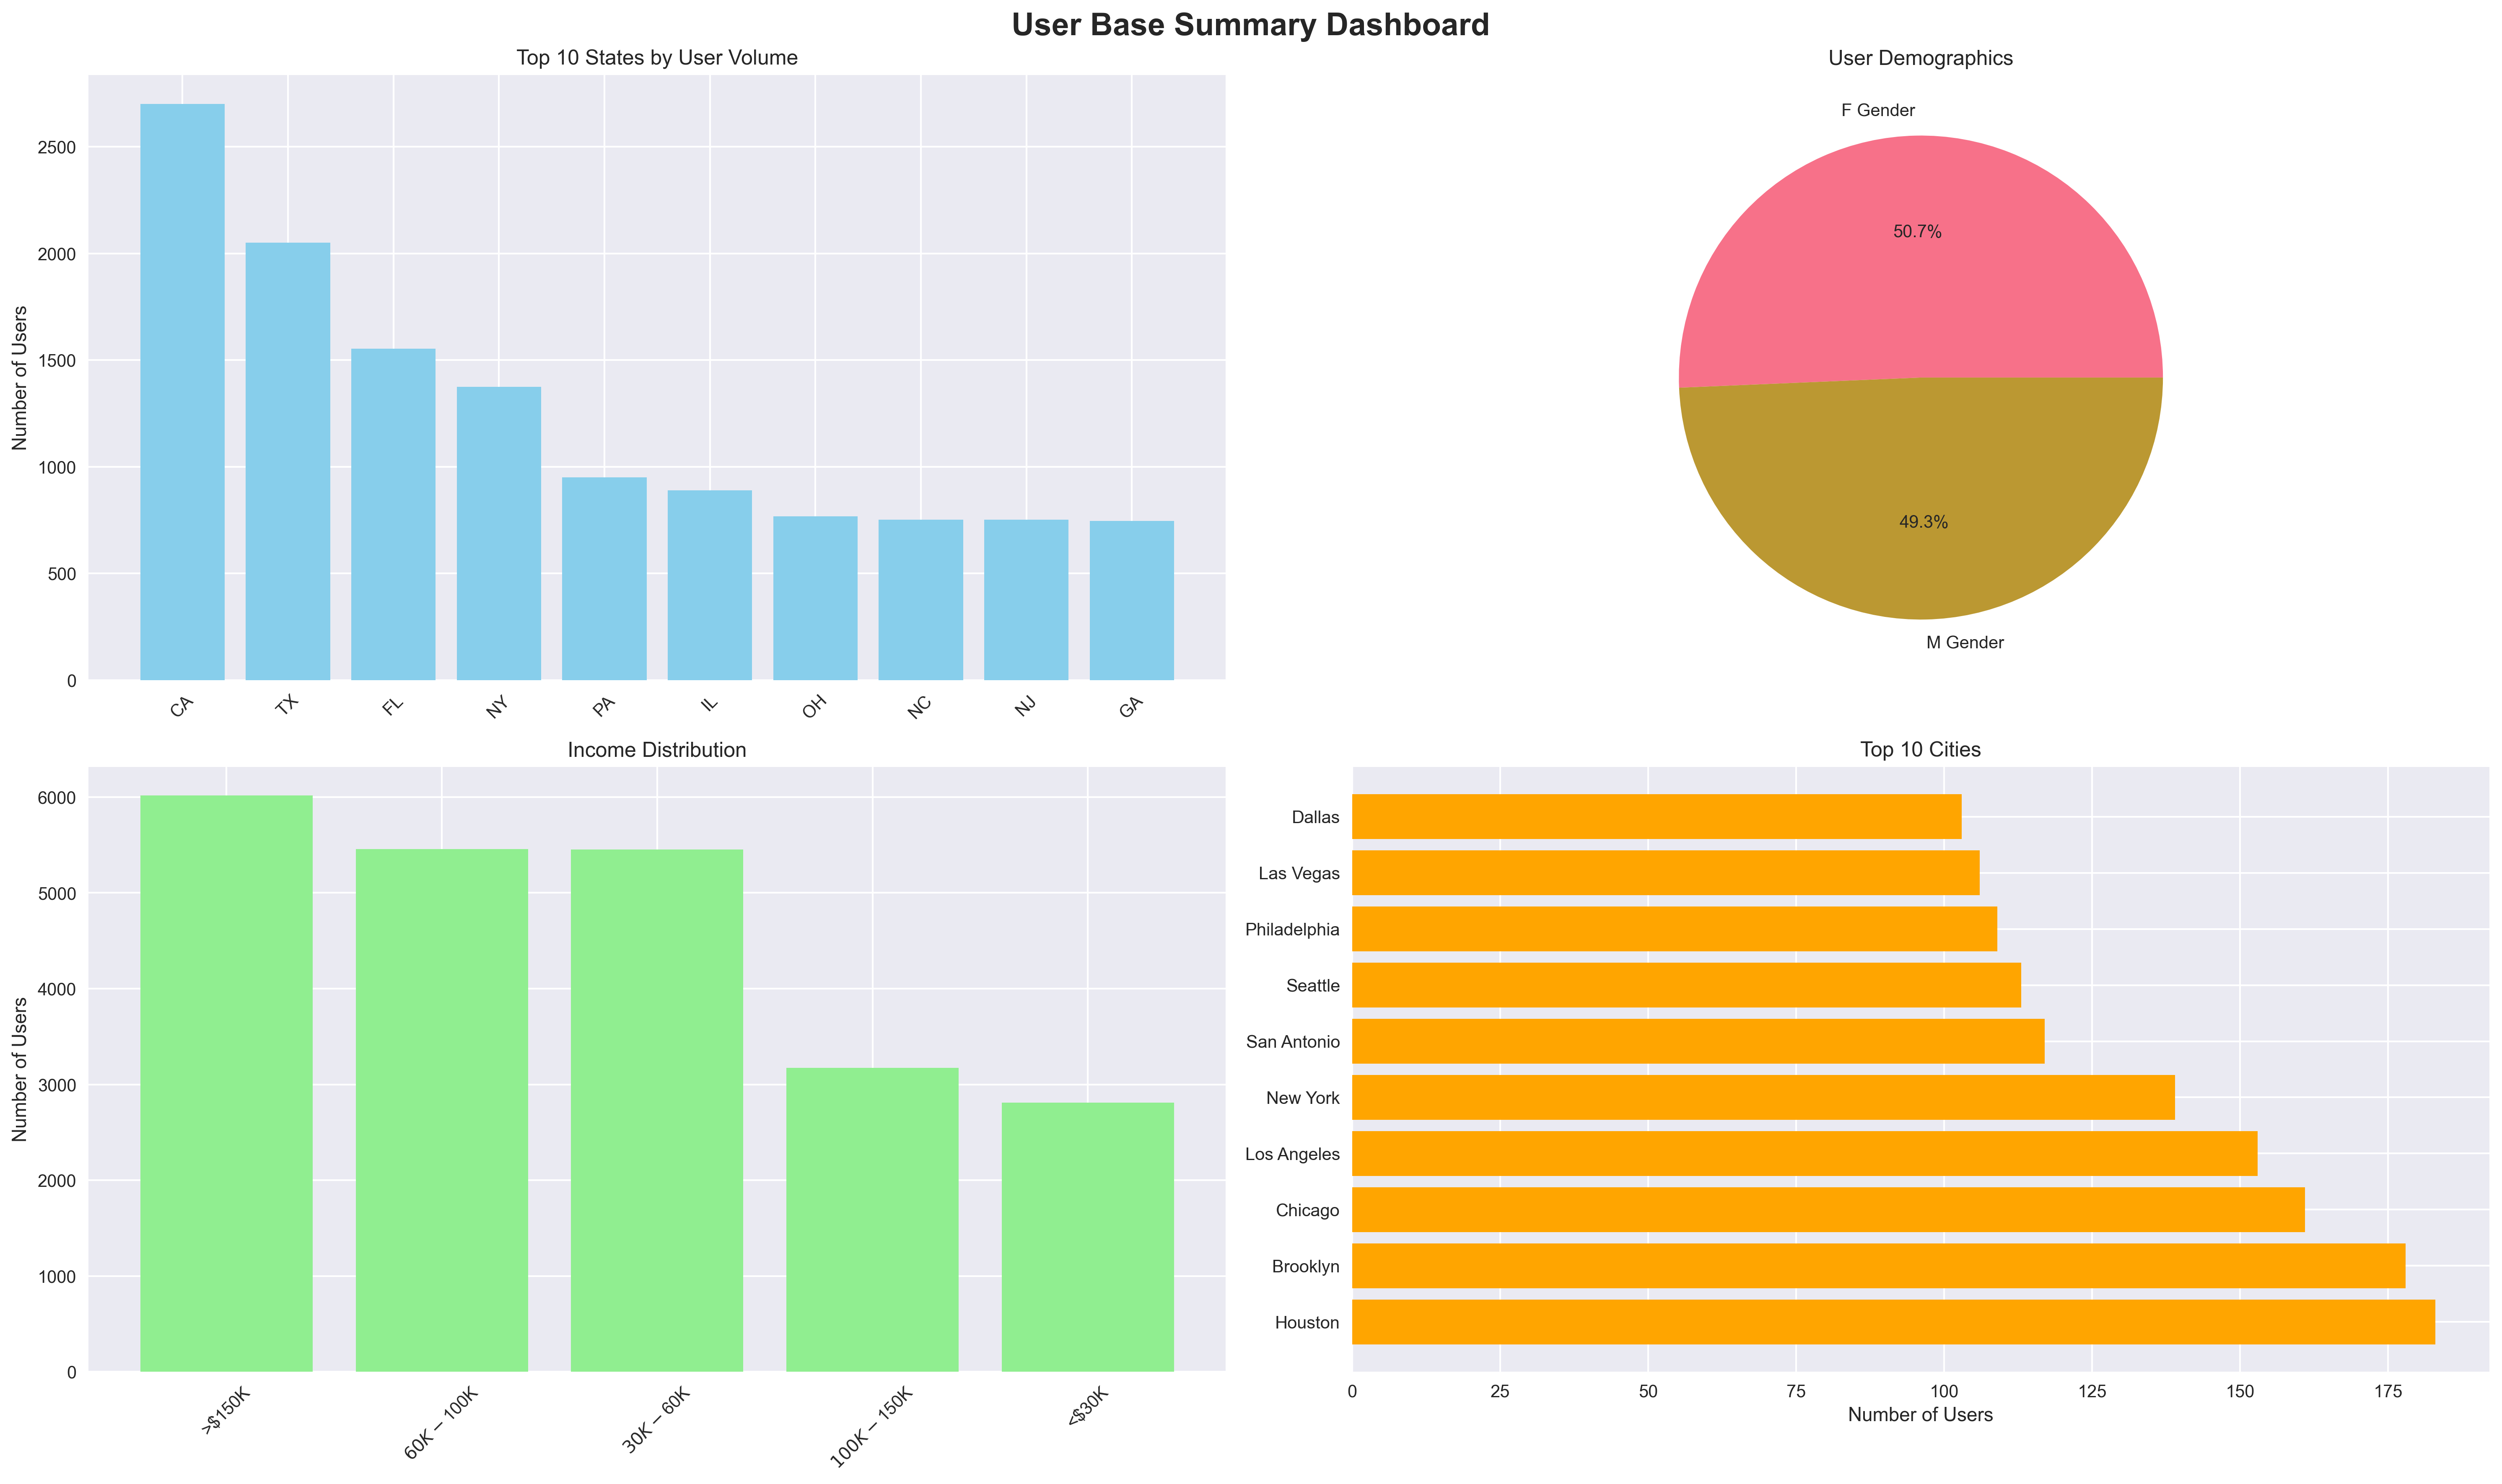 User Base Summary Dashboard
Top 10 States by User Volume
Number of Users
2500
2000
1500
1000
500
0
CA
TX
FL
NY
PA
IL
OH
NC
NJ
GA
User Demographics
F Gender
50.7%
49.3%
M Gender
Income Distribution
Number of Users
6000
5000
4000
3000
2000
1000
0
>$150K
60K – 100K
30K – 60K
100K – 150K
<$30K
Top 10 Cities
Dallas
Las Vegas
Philadelphia
Seattle
San Antonio
New York
Los Angeles
Chicago
Brooklyn
Houston
0 25 50 75 100 125 150 175
Number of Users